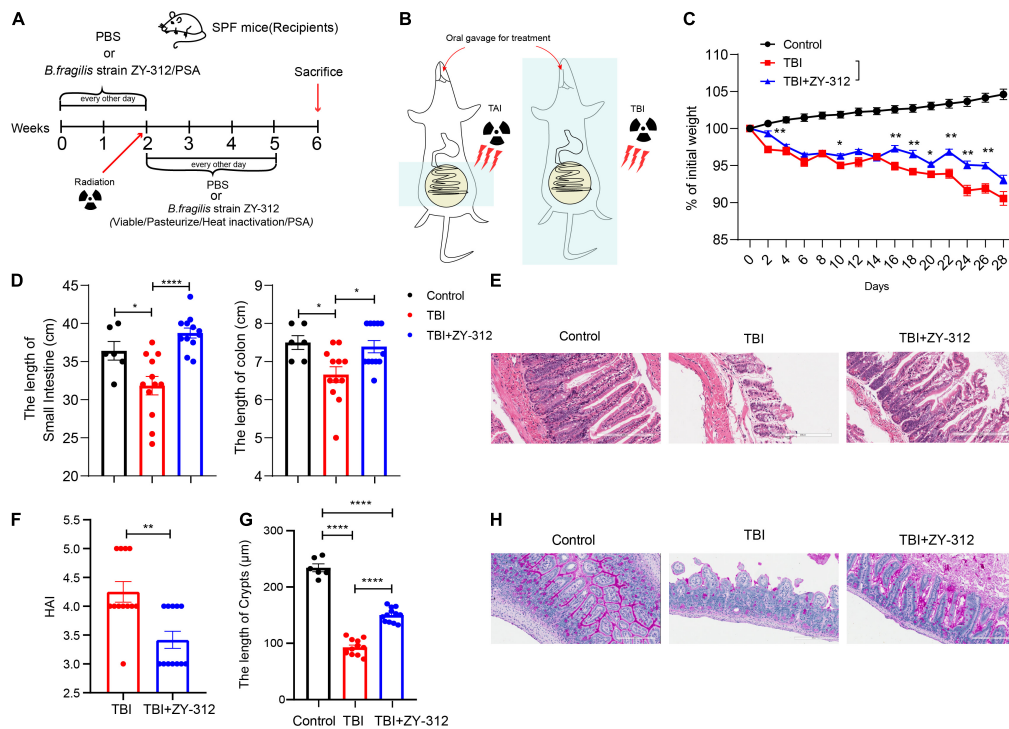 A
SPF mice(Recipients)
PBS
or
B.fragilis strain ZY-312/PSA
every other day
Sacrifice
Weeks
0 1 2 3 4 5 6
every other day
Radiation
PBS
or
B.fragilis strain ZY-312
(Viable/Pasteurize/Heat inactivation/PSA)
B
Oral gavage for treatment
TAI
TBI
C
Control
TBI
TBI+ZY-312
% of initial weight
110
105
100
95
90
85
**
*
**
**
*
**
**
**
0 2 4 6 8 10 12 14 16 18 20 22 24 26 28
Days
D
The length of
Small Intestine (cm)
45
40
35
30
25
20
*
****
The length of colon (cm)
9
8
7
6
5
4
*
*
Control
TBI
TBI+ZY-312
E
Control
TBI
TBI+ZY-312
F
HAI
5.5
5.0
4.5
4.0
3.5
3.0
2.5
**
TBI TBI+ZY-312
G
The length of Crypts (μm)
300
200
100
0
****
****
****
Control TBI TBI+ZY-312
H
Control
TBI
TBI+ZY-312